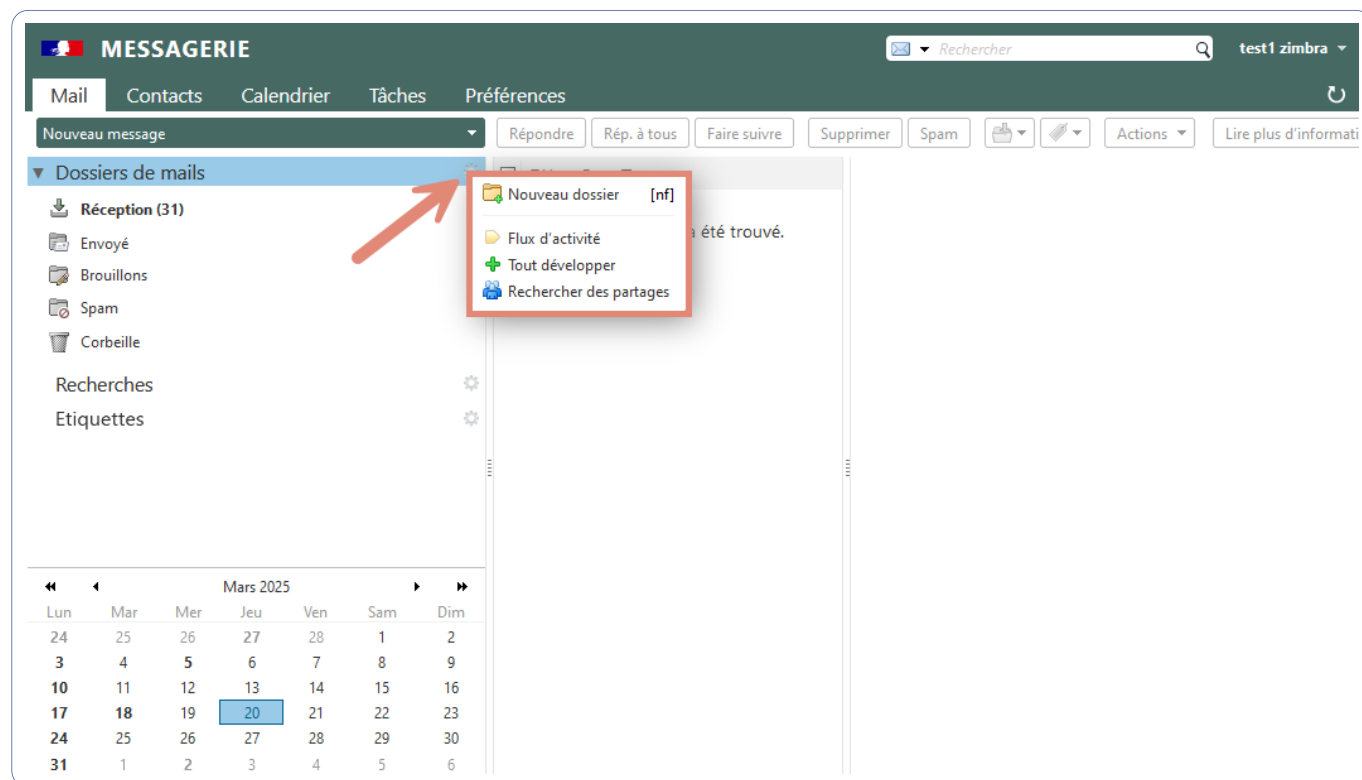 MESSAGERIE
Rechercher
test1 zimbra
Mail Contacts Calendrier Tâches Préférences
Nouveau message
Répondre Rép. à tous Faire suivre Supprimer Spam Actions Lire plus d'informati
Dossiers de mails
Nouveau dossier [nf]
Réception (31)
été trouvé.
Flux d'activité
Envoyé
Tout développer
Brouillons
Rechercher des partages
Spam
Corbeille
Recherches
Etiquettes
Mars 2025
Lun Mar Mer Jeu Ven Sam Dim
24 25 26 27 28 1 2
3 4 5 6 7 8 9
10 11 12 13 14 15 16
17 18 19 20 21 22 23
24 25 26 27 28 29 30
31 1 2 3 4 5 6